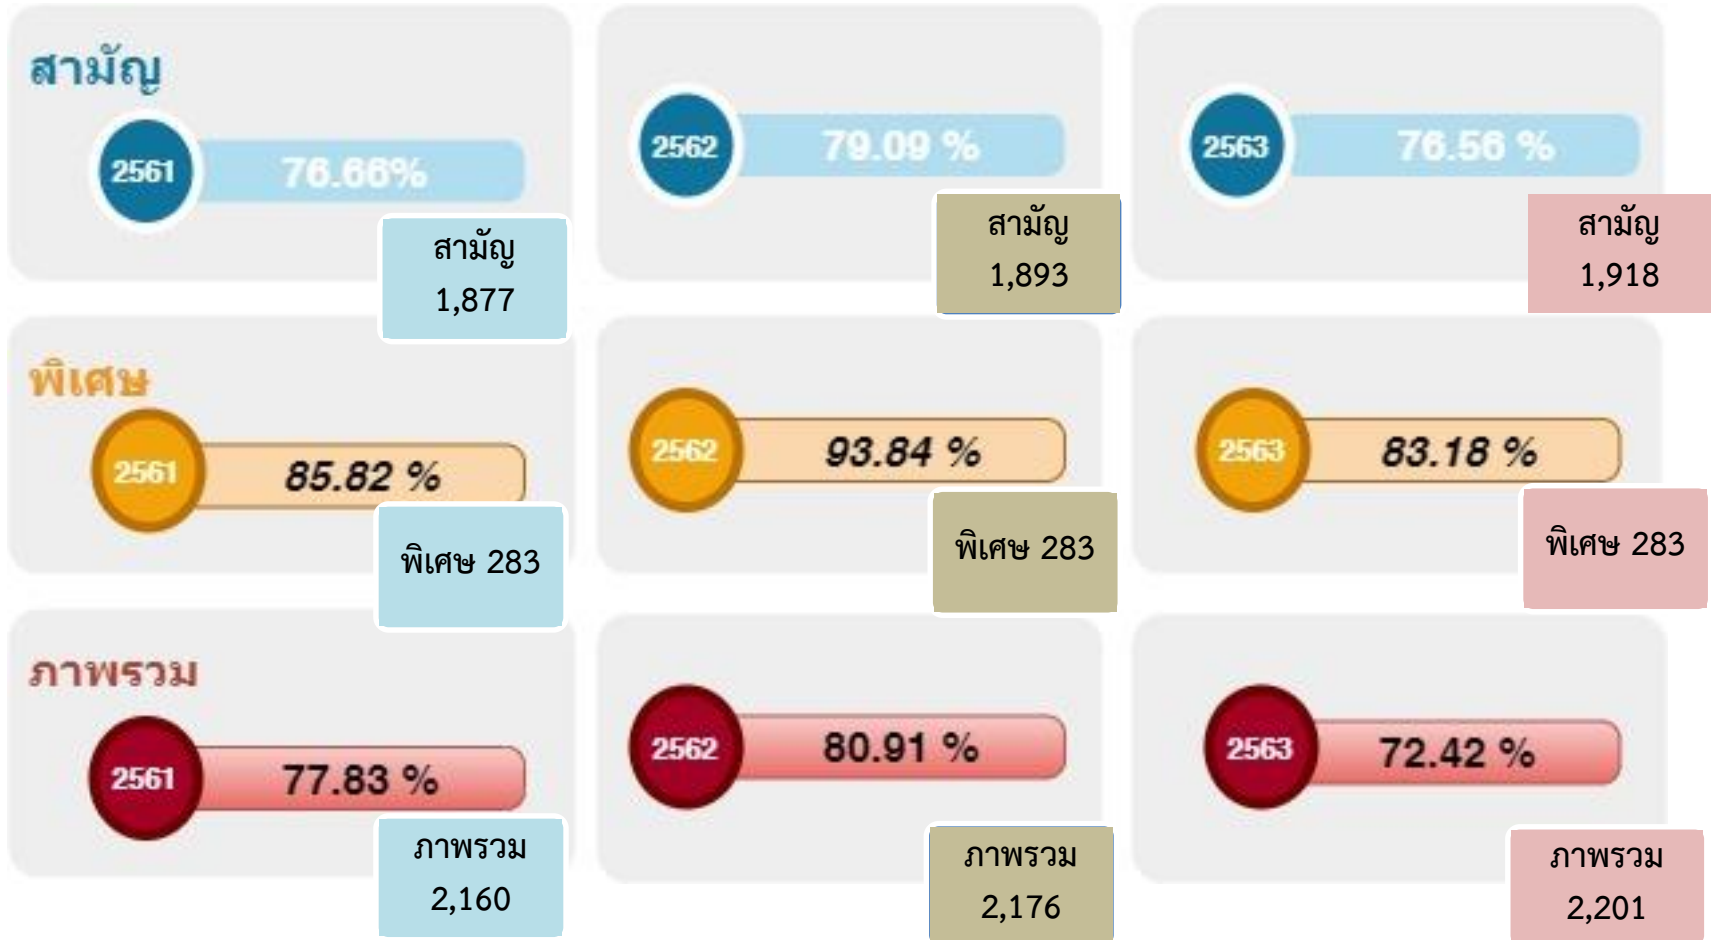 สามัญ
2561 76.66%
สามัญ
1,877
2562 79.09 %
สามัญ
1,893
2563 76.56 %
สามัญ
1,918
พิเศษ
2561 85.82 %
พิเศษ 283
2562 93.84 %
พิเศษ 283
2563 83.18 %
พิเศษ 283
ภาพรวม
2561 77.83 %
ภาพรวม
2,160
2562 80.91 %
ภาพรวม
2,176
2563 72.42 %
ภาพรวม
2,201